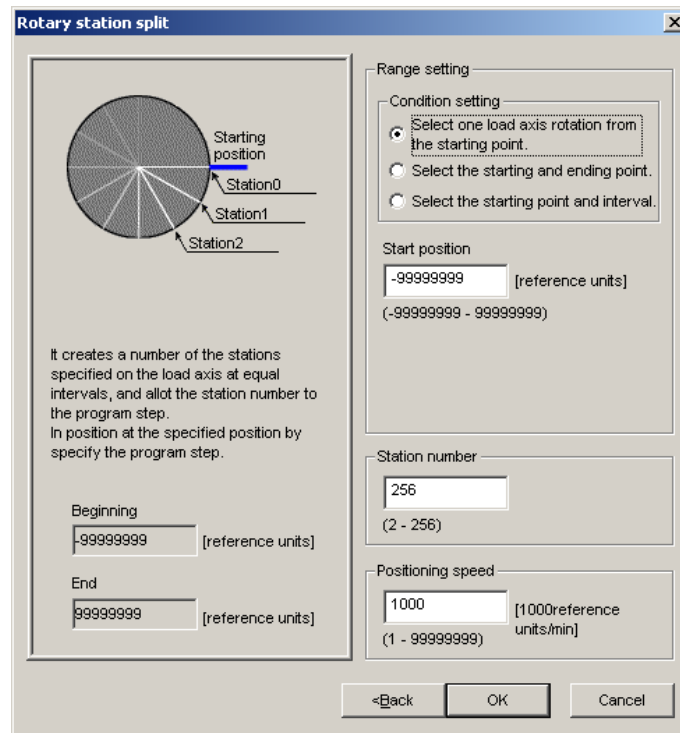 Rotary station split
Starting
position
Station0
Station1
Station2
It creates a number of the stations
specified on the load axis at equal
intervals, and allot the station number to
the program step.
In position at the specified position by
specify the program step.
Beginning
-99999999 [reference units]
End
99999999 [reference units]
Range setting
Condition setting
Select one load axis rotation from
the starting point.
Select the starting and ending point.
Select the starting point and interval.
Start position
-99999999 [reference units]
(-99999999 - 99999999)
Station number
256
(2 - 256)
Positioning speed
1000 [1000reference
units/min]
(1 - 99999999)
<Back OK Cancel